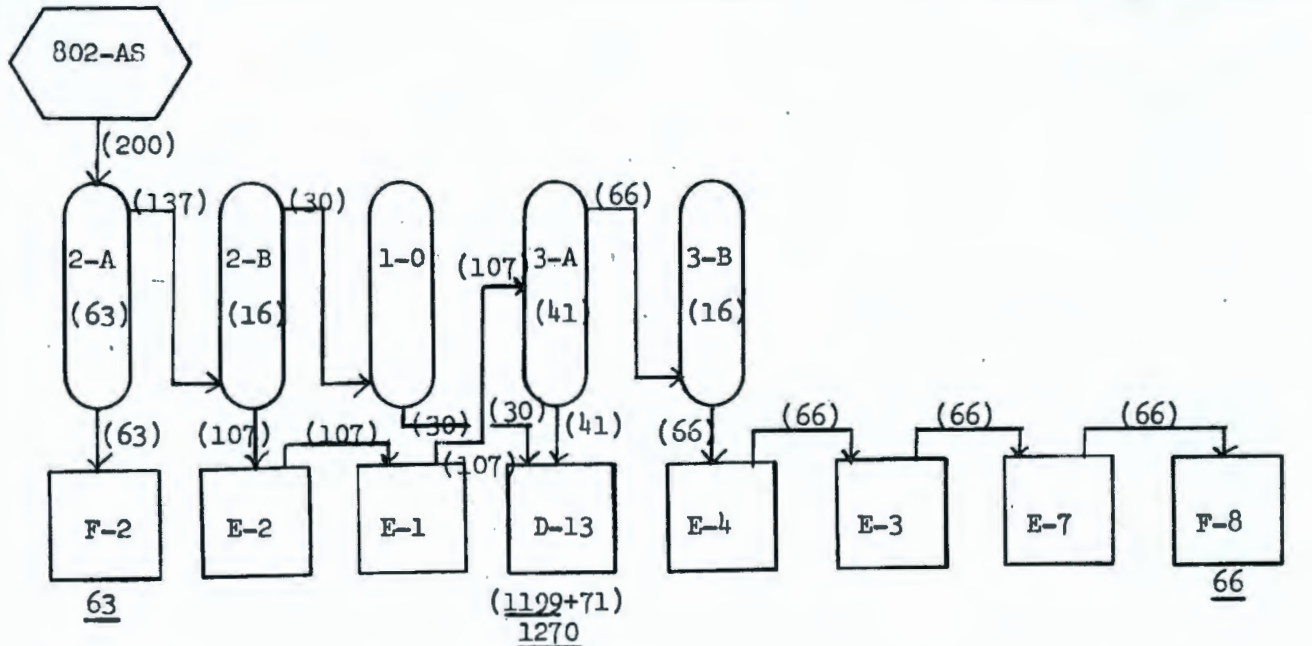 802-AS
(200)
(137) (30) (66)
2-A 2-B 1-0 3-A 3-B
(107)
(63) (16) (41) (16)
(63) (107) (107) (30) (30) (41) (66) (66) (66) (66)
(107)
F-2 E-2 E-1 D-13 E-4 E-3 E-7 F-8
63 (1199+71) 66
1270